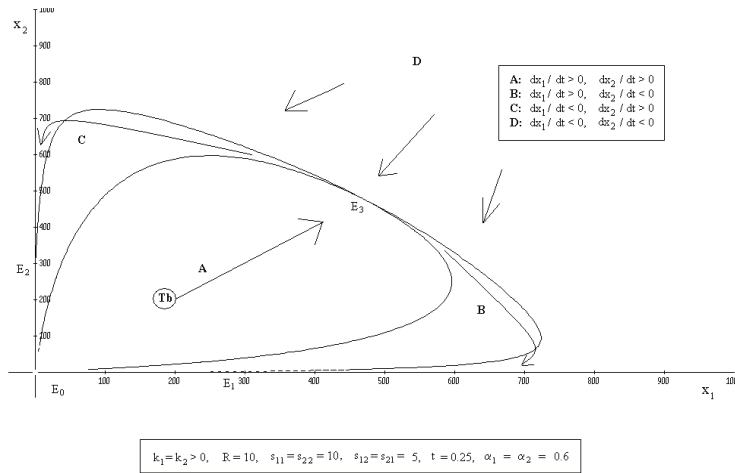 1000
x2
900
D
800
A: dx1 / dt > 0, dx2 / dt > 0
B: dx1 / dt > 0, dx2 / dt < 0
C: dx1 / dt < 0, dx2 / dt > 0
D: dx1 / dt < 0, dx2 / dt < 0
700
C
600
500
E3
400
300
E2
A
200
Tb
B
100
E0
100
200
E1
300
400
500
600
700
800
900
100
x1
k1 = k2 > 0, R = 10, s11 = s22 = 10, s12 = s21 = 5, t = 0.25, α1 = α2 = 0.6